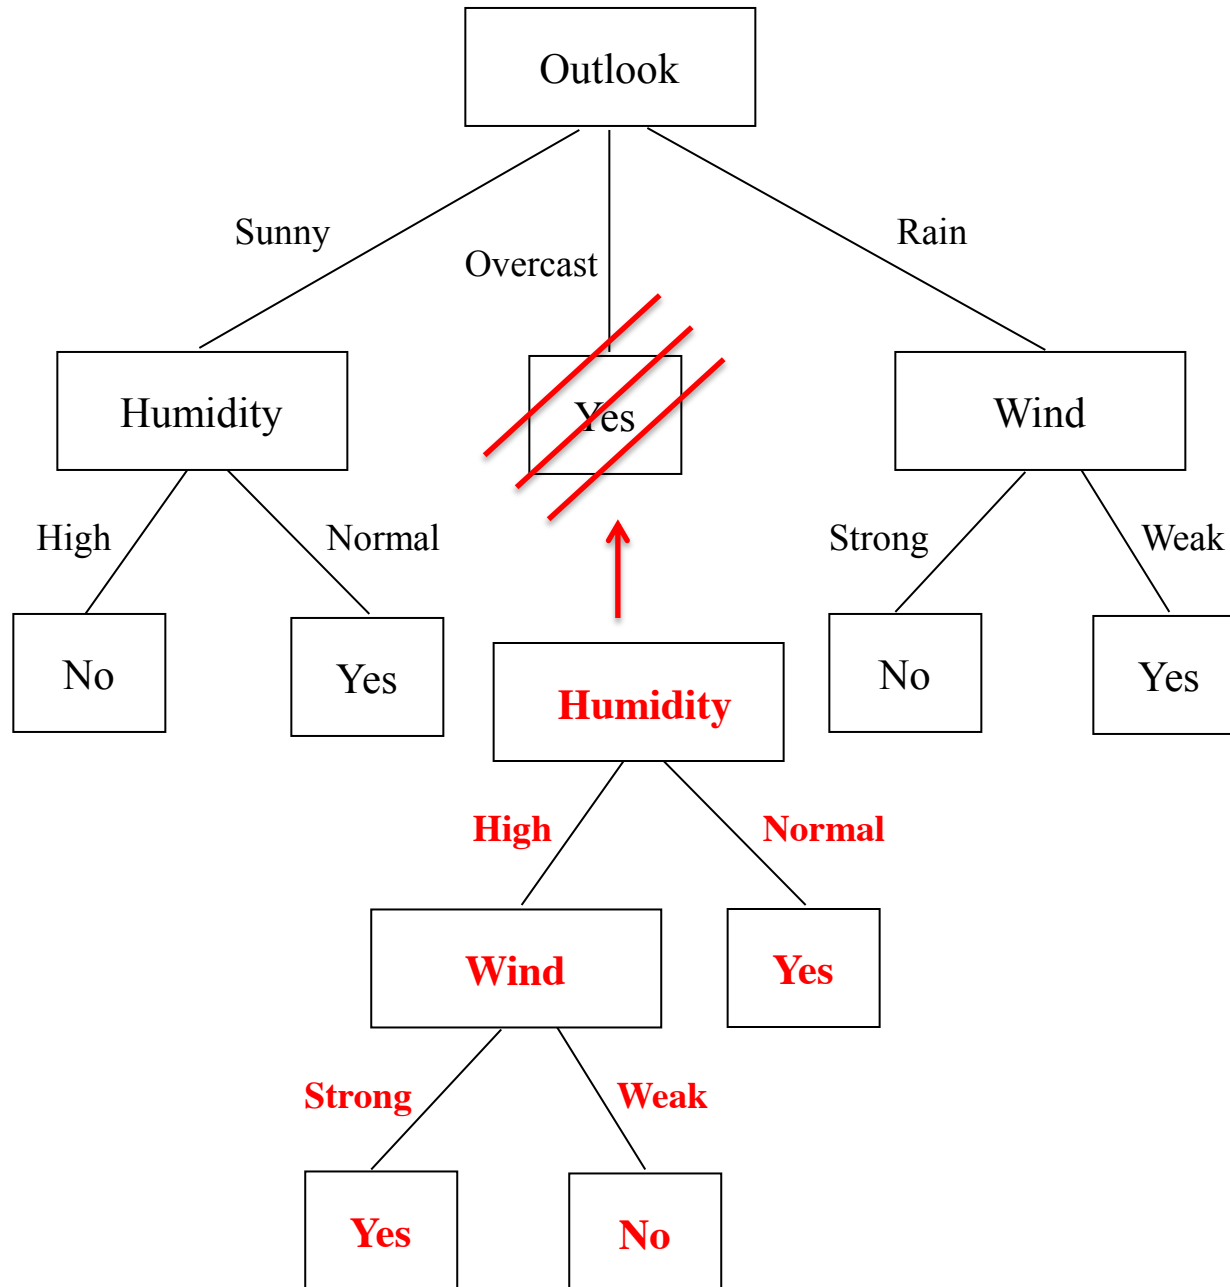 Outlook
Sunny
Overcast
Rain
Humidity
Yes
Wind
High
Normal
Strong
Weak
No
Yes
No
Yes
Humidity
High
Normal
Wind
Yes
Strong
Weak
Yes
No